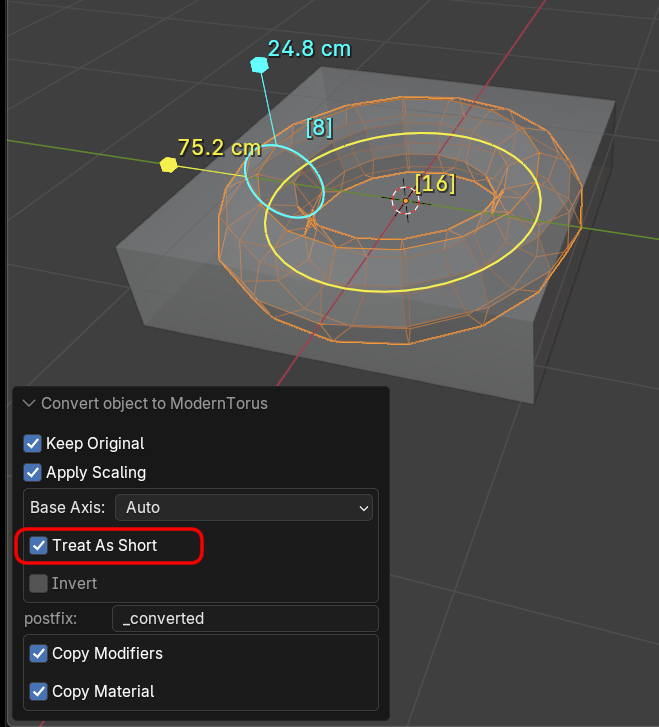 24.8 cm
[8]
75.2 cm
[16]
Convert object to ModernTorus
Keep Original
Apply Scaling
Base Axis: Auto
Treat As Short
Invert
postfix: _converted
Copy Modifiers
Copy Material